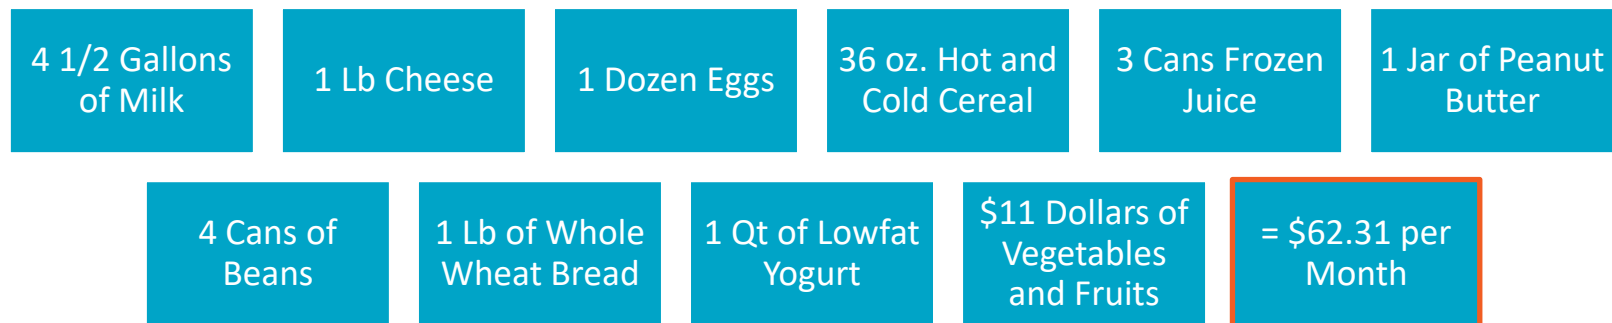 4 1/2 Gallons
of Milk
1 Lb Cheese
1 Dozen Eggs
36 oz. Hot and
Cold Cereal
3 Cans Frozen
Juice
1 Jar of Peanut
Butter
4 Cans of
Beans
1 Lb of Whole
Wheat Bread
1 Qt of Lowfat
Yogurt
$11 Dollars of
Vegetables
and Fruits
= $62.31 per
Month